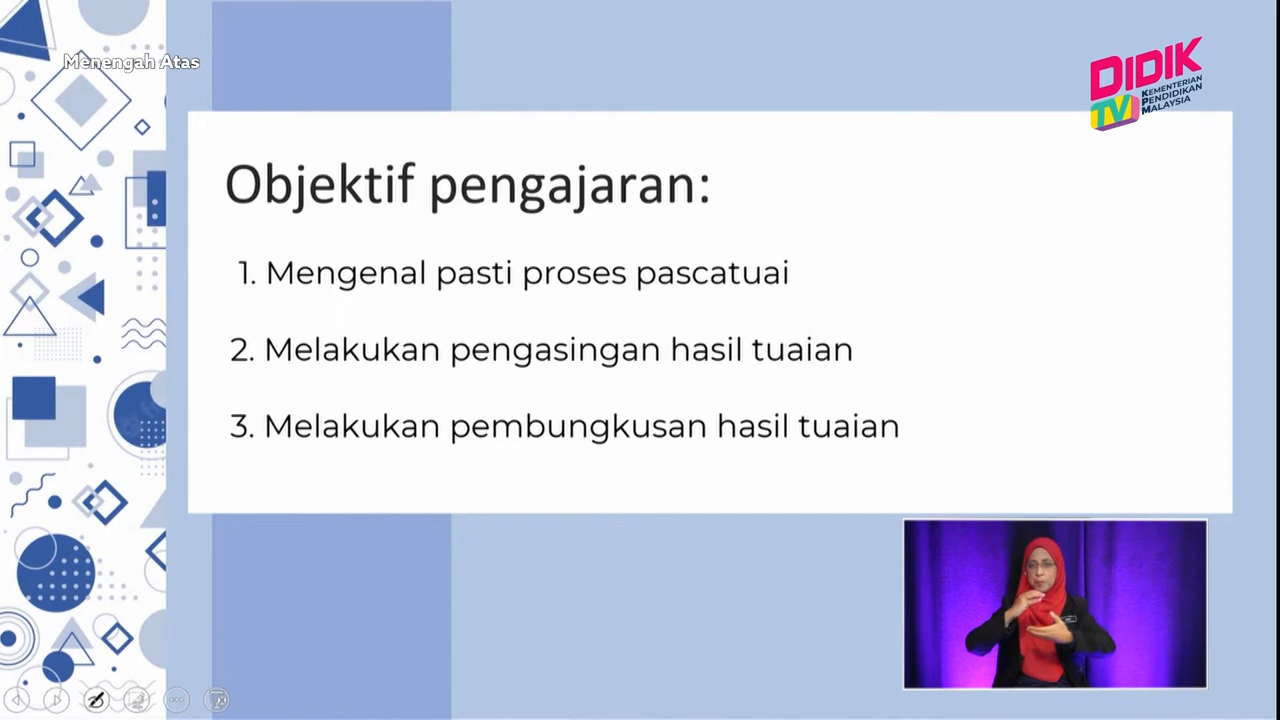 Menengah Atas
DIDIK
TV
KEMENTERIAN
PENDIDIKAN
MALAYSIA
Objektif pengajaran:
1. Mengenal pasti proses pascatuai
2. Melakukan pengasingan hasil tuaian
3. Melakukan pembungkusan hasil tuaian